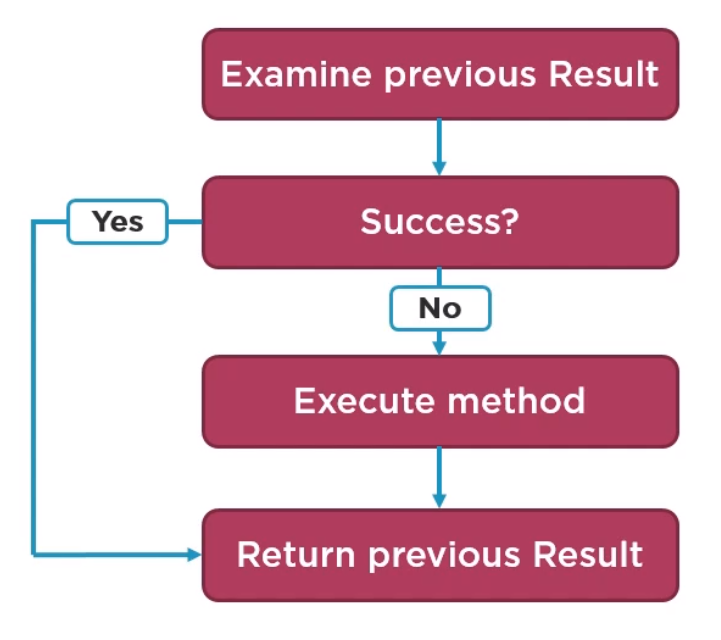 Examine previous Result
Success?
Yes
No
Execute method
Return previous Result